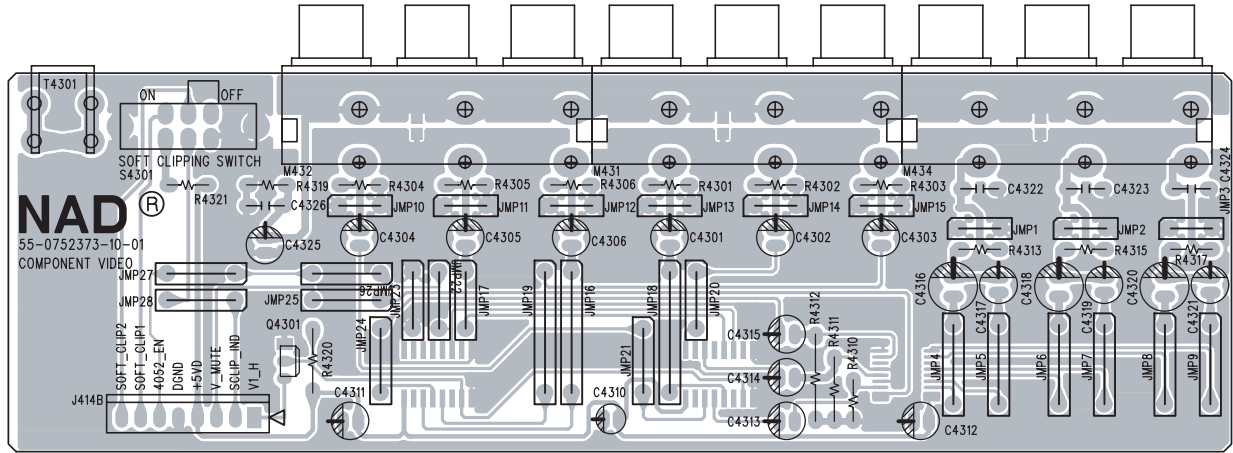 T4301
ON OFF
SOFT CLIPPING SWITCH
S4301
M432 M431 M434
R4321 R4319 R4304 R4305 R4306 R4301 R4302 R4303 C4322 C4323 C4324
C4326 JMP10 JMP11 JMP12 JMP13 JMP14 JMP15 JMP1 JMP2 JMP3
NAD ®
55-0752373-10-01
COMPONENT VIDEO
C4325 C4304 C4305 C4306 C4301 C4302 C4303 R4313 R4315 R4317
JMP27 JMP26 JMP23 JMP22 JMP17 JMP19 JMP16 JMP18 JMP20 C4316 C4317 C4318 C4319 C4320 C4321
JMP28 JMP25
Q4301 R4320 JMP24 JMP21 C4315 R4312 R4311 R4310 JMP4 JMP5 JMP6 JMP7 JMP8 JMP9
SOFT_CLIP2
SOFT_CLIP1
4052_EN
DGND
+5VD
V_MUTE
SCLIP_IND
V1_H
J414B C4311 C4310 C4314
C4313 C4312